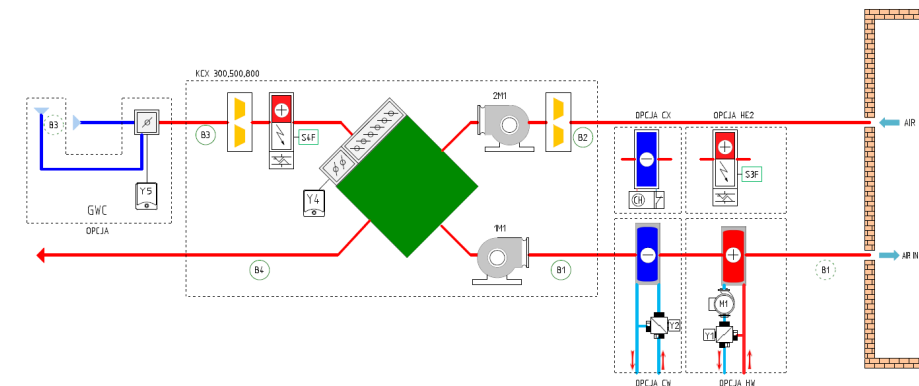 KCX 300,500,800
2M1
OPCJA CX
OPCJA HE2
B3
B3
S4F
B2
AIR
Y5
Y4
CH
S3F
GWC
OPCJA
1M1
B4
B1
B1
AIR IN
M1
Y2
Y1
OPCJA CW
OPCJA HW